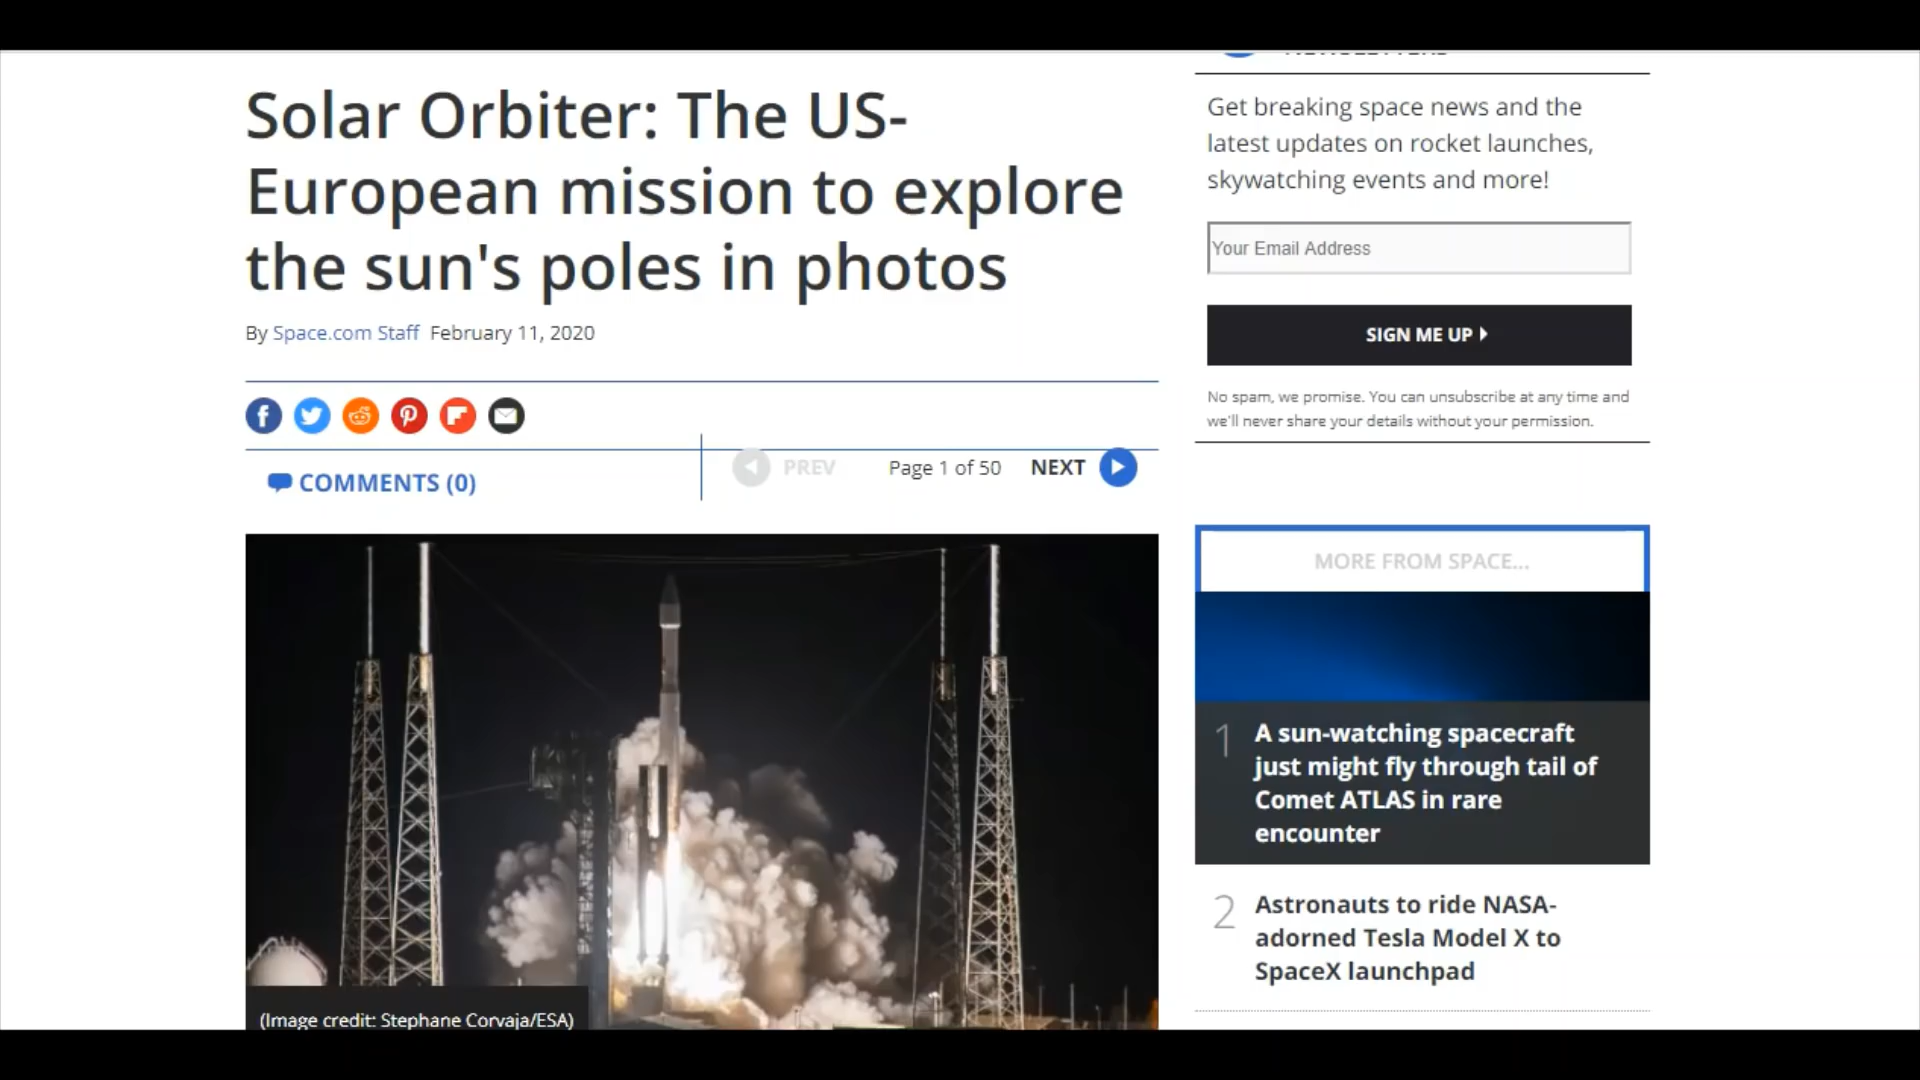 Solar Orbiter: The US-
European mission to explore
the sun's poles in photos
By Space.com Staff February 11, 2020
COMMENTS (0)
PREV
Page 1 of 50
NEXT
(Image credit: Stephane Corvaja/ESA)
NEWSLETTERS
Get breaking space news and the
latest updates on rocket launches,
skywatching events and more!
Your Email Address
SIGN ME UP
No spam, we promise. You can unsubscribe at any time and
we'll never share your details without your permission.
MORE FROM SPACE...
1
A sun-watching spacecraft
just might fly through tail of
Comet ATLAS in rare
encounter
2
Astronauts to ride NASA-
adorned Tesla Model X to
SpaceX launchpad